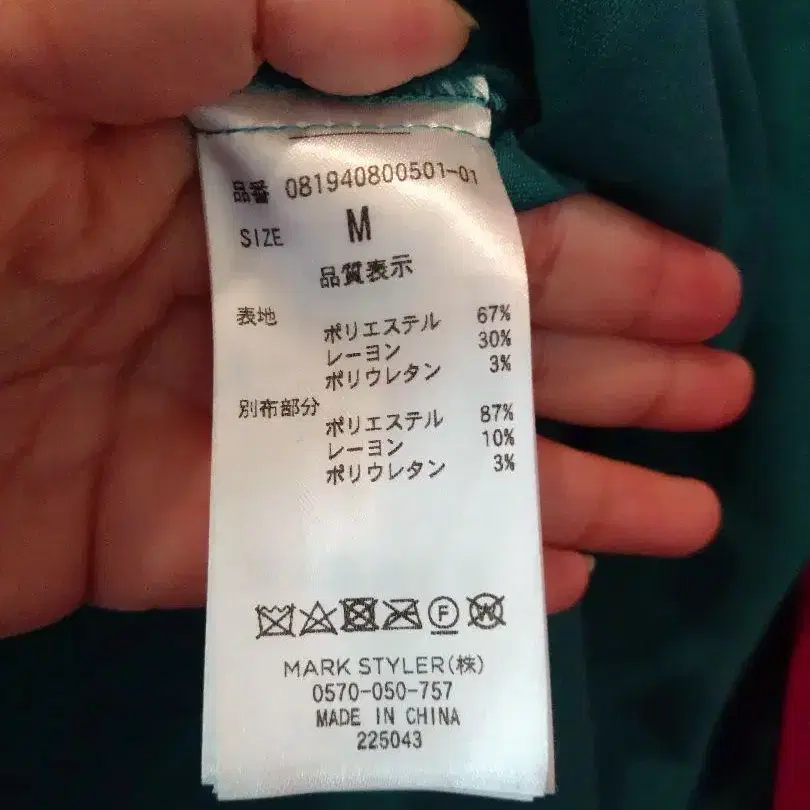 品番 081940800501-01
SIZE M
品質表示
表地
ポリエステル 67%
レーヨン 30%
ポリウレタン 3%
別布部分
ポリエステル 87%
レーヨン 10%
ポリウレタン 3%
F W
MARK STYLER(株)
0570-050-757
MADE IN CHINA
225043